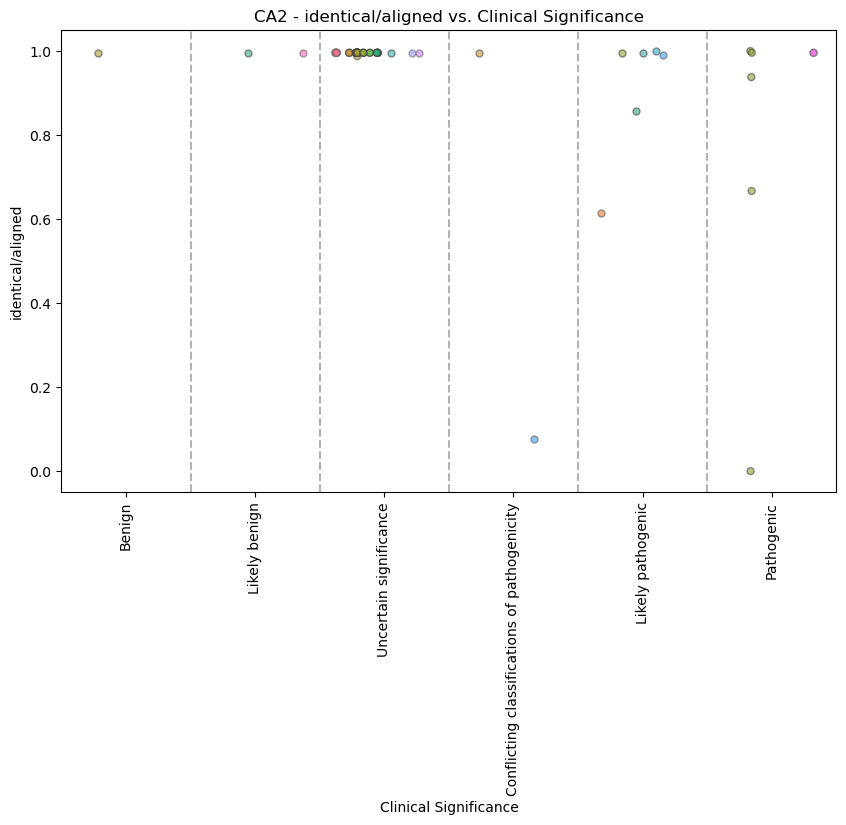 CA2 - identical/aligned vs. Clinical Significance
identical/aligned
1.0
0.8
0.6
0.4
0.2
0.0
Benign
Likely benign
Uncertain significance
Conflicting classifications of pathogenicity
Likely pathogenic
Pathogenic
Clinical Significance